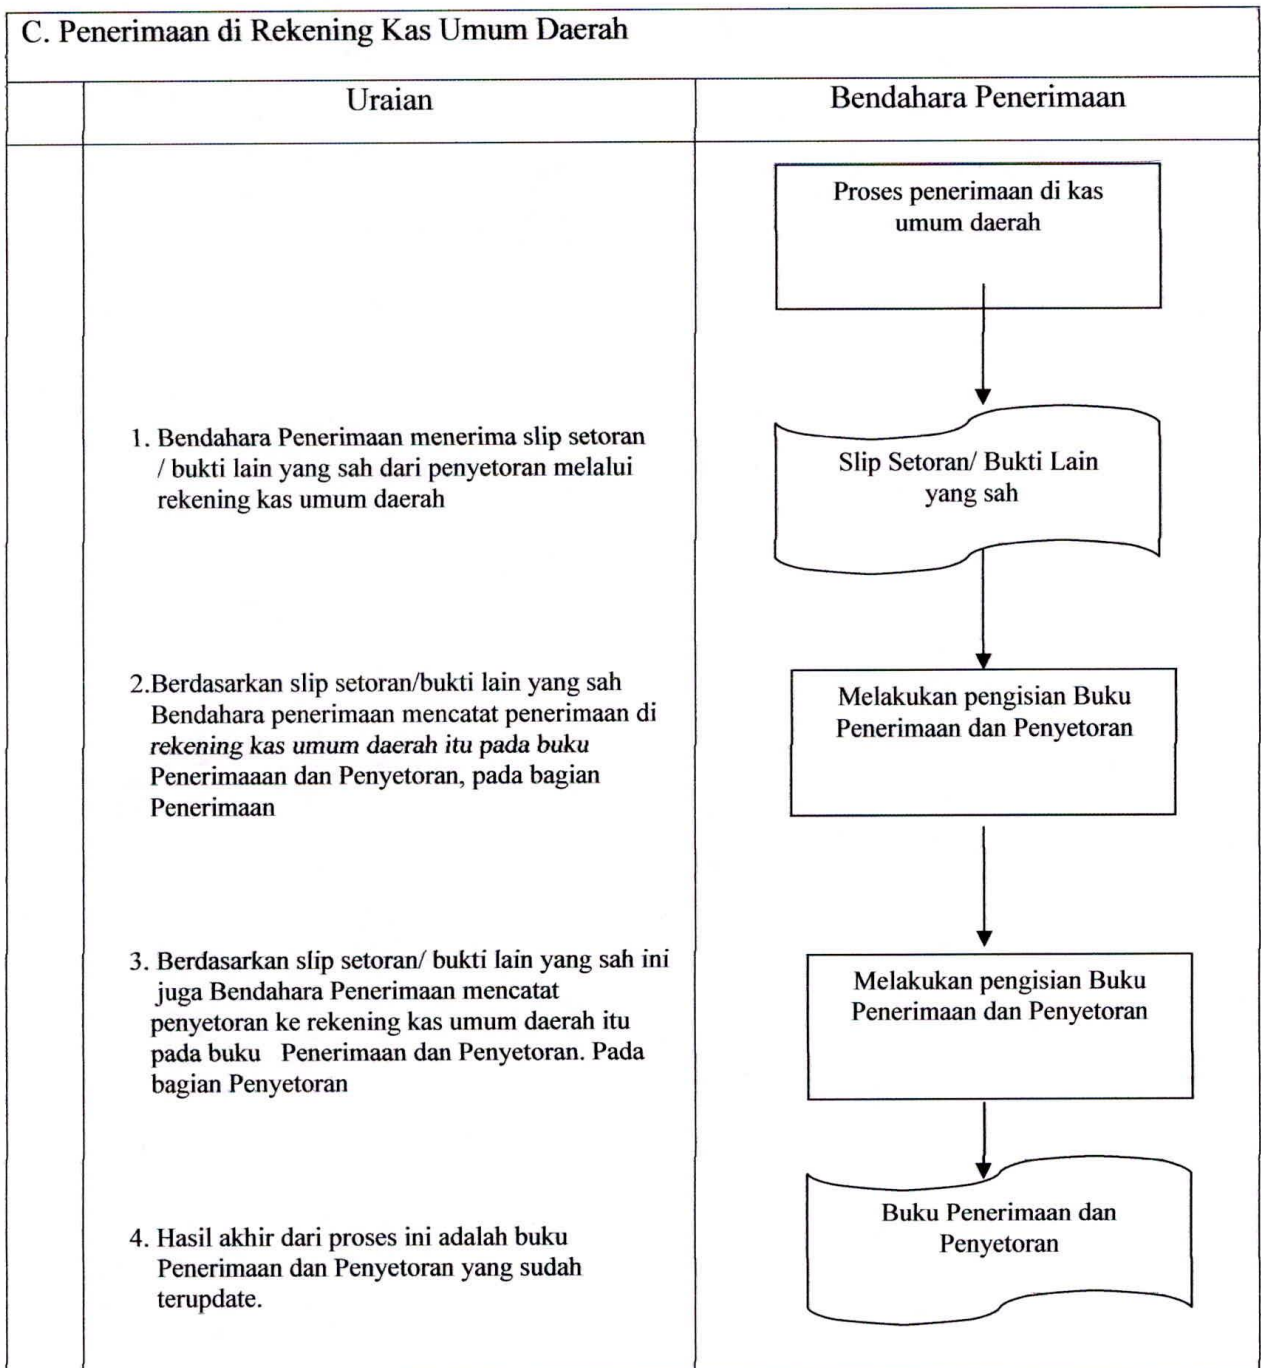 C. Penerimaan di Rekening Kas Umum Daerah
Uraian
Bendahara Penerimaan
Proses penerimaan di kas
umum daerah
1. Bendahara Penerimaan menerima slip setoran
/ bukti lain yang sah dari penyetoran melalui
rekening kas umum daerah
Slip Setoran/ Bukti Lain
yang sah
2.Berdasarkan slip setoran/bukti lain yang sah
Bendahara penerimaan mencatat penerimaan di
rekening kas umum daerah itu pada buku
Penerimaaan dan Penyetoran, pada bagian
Penerimaan
Melakukan pengisian Buku
Penerimaan dan Penyetoran
3. Berdasarkan slip setoran/ bukti lain yang sah ini
juga Bendahara Penerimaan mencatat
penyetoran ke rekening kas umum daerah itu
pada buku Penerimaan dan Penyetoran. Pada
bagian Penyetoran
Melakukan pengisian Buku
Penerimaan dan Penyetoran
4. Hasil akhir dari proses ini adalah buku
Penerimaan dan Penyetoran yang sudah
terupdate.
Buku Penerimaan dan
Penyetoran